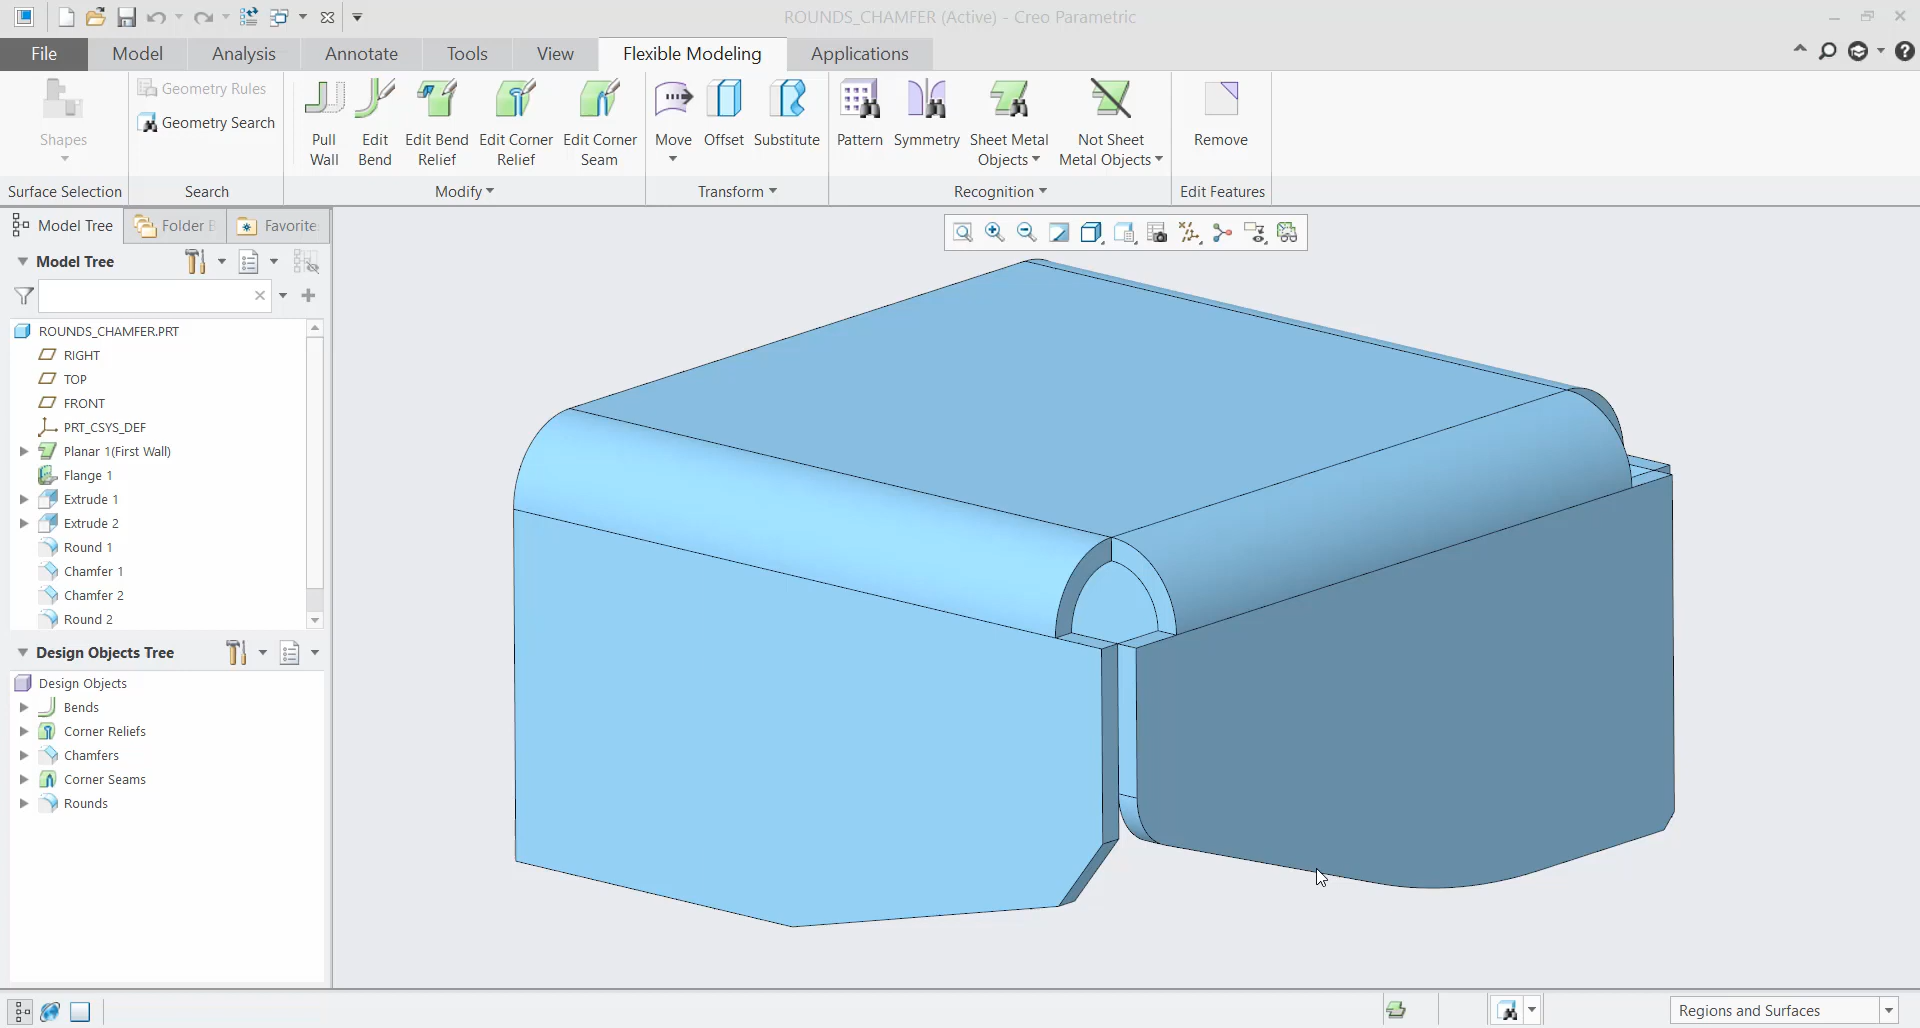 ROUNDS_CHAMFER (Active) - Creo Parametric
File Model Analysis Annotate Tools View Flexible Modeling Applications
Shapes
Geometry Rules
Geometry Search
Pull Wall
Edit Bend
Edit Bend Relief
Edit Corner Relief
Edit Corner Seam
Move
Offset
Substitute
Pattern
Symmetry
Sheet Metal Objects
Not Sheet Metal Objects
Remove
Surface Selection Search Modify Transform Recognition Edit Features
Model Tree Folder B Favorite
Model Tree
ROUNDS_CHAMFER.PRT
RIGHT
TOP
FRONT
PRT_CSYS_DEF
Planar 1(First Wall)
Flange 1
Extrude 1
Extrude 2
Round 1
Chamfer 1
Chamfer 2
Round 2
Design Objects Tree
Design Objects
Bends
Corner Reliefs
Chamfers
Corner Seams
Rounds
Regions and Surfaces